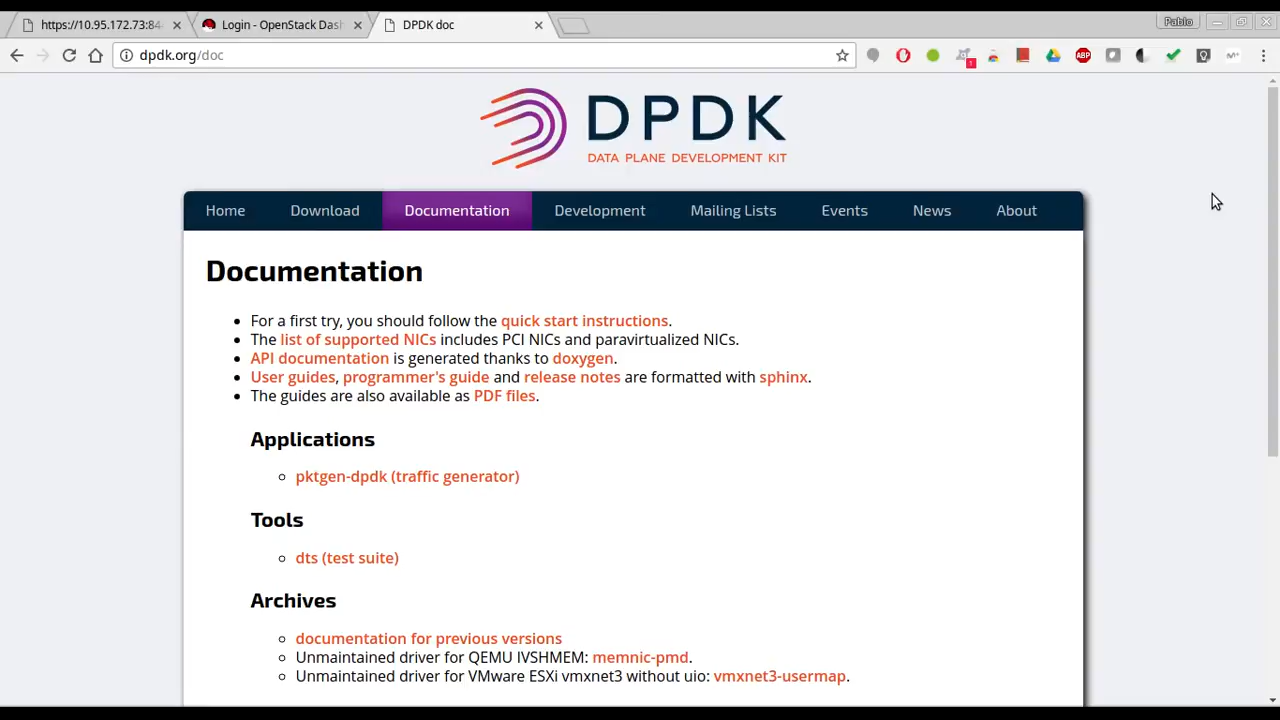 https://10.95.172.73:84
Login - OpenStack Dash
DPDK doc
Pablo
dpdk.org/doc
1
ABP
DPDK
DATA PLANE DEVELOPMENT KIT
Home Download Documentation Development Mailing Lists Events News About
Documentation
• For a first try, you should follow the quick start instructions.
• The list of supported NICs includes PCI NICs and paravirtualized NICs.
• API documentation is generated thanks to doxygen.
• User guides, programmer's guide and release notes are formatted with sphinx.
• The guides are also available as PDF files.
Applications
◦ pktgen-dpdk (traffic generator)
Tools
◦ dts (test suite)
Archives
◦ documentation for previous versions
◦ Unmaintained driver for QEMU IVSHMEM: memnic-pmd.
◦ Unmaintained driver for VMware ESXi vmxnet3 without uio: vmxnet3-usermap.